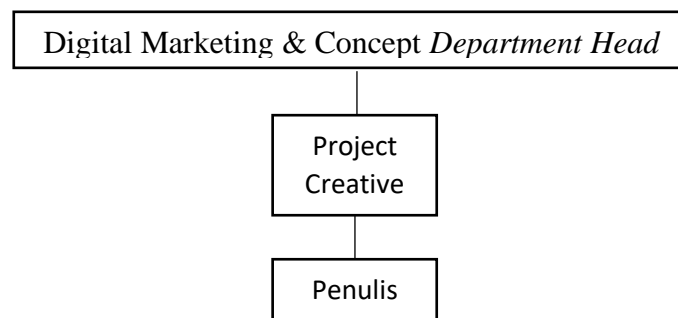 Digital Marketing & Concept Department Head
Project
Creative
Penulis